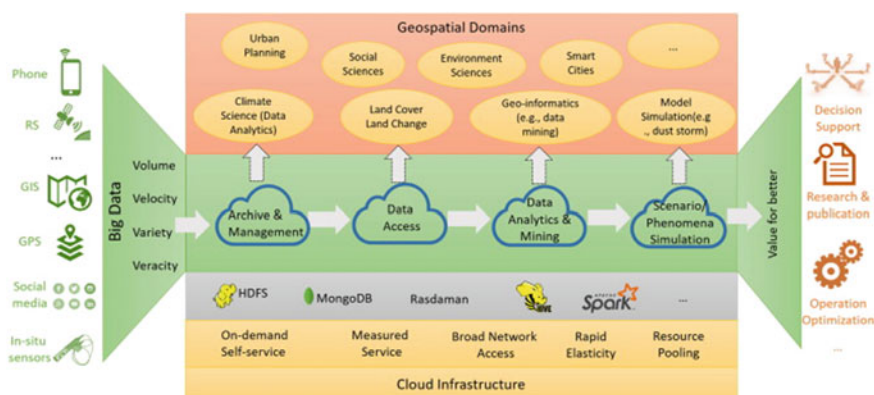 Geospatial Domains
Urban
Planning
Social
Sciences
Environment
Sciences
Smart
Cities
...
Climate
Science (Data
Analytics)
Land Cover
Land Change
Geo-informatics
(e.g., data
mining)
Model
Simulation(e.g
., dust storm)
Phone
RS
...
GIS
GPS
Social
media
In-situ
sensors
Big Data
Volume
Velocity
Variety
Veracity
Archive &
Management
Data
Access
Data
Analytics &
Mining
Scenario/
Phenomena
Simulation
Value for better
Decision
Support
Research &
publication
Operation
Optimization
...
HDFS
MongoDB
Rasdaman
HIVE
APACHE
Spark
...
On-demand
Self-service
Measured
Service
Broad Network
Access
Rapid
Elasticity
Resource
Pooling
Cloud Infrastructure